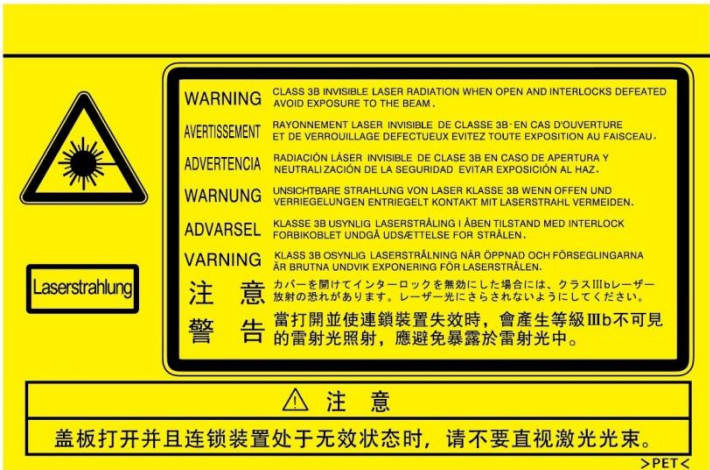 WARNING CLASS 3B INVISIBLE LASER RADIATION WHEN OPEN AND INTERLOCKS DEFEATED
AVOID EXPOSURE TO THE BEAM.
AVERTISSEMENT RAYONNEMENT LASER INVISIBLE DE CLASSE 3B-EN CAS D'OUVERTURE
ET DE VERROUILLAGE DEFECTUEUX EVITEZ TOUTE EXPOSITION AU FAISCEAU.
ADVERTENCIA RADIACIÓN LÁSER INVISIBLE DE CLASE 3B EN CASO DE APERTURA Y
NEUTRALIZACIÓN DE LA SEGURIDAD EVITAR EXPOSICIÓN AL HAZ.
WARNUNG UNSICHTBARE STRAHLUNG VON LASER KLASSE 3B WENN OFFEN UND
VERRIEGELUNGEN ENTRIEGELT KONTAKT MIT LASERSTRAHL VERMEIDEN.
ADVARSEL KLASSE 3B USYNLIG LASERSTRÅLING I ÅBEN TILSTAND MED INTERLOCK
FORBIKOBLET UNDGÅ UDSÆTTELSE FOR STRÅLEN.
VARNING KLASS 3B OSYNLIG LASERSTRÅLNING NÄR ÖPPNAD OCH FÖRSEGLINGARNA
ÄR BRUTNA UNDVIK EXPONERING FÖR LASERSTRÅLEN.
Laserstrahlung
注 意 カバーを開けてインターロックを無効にした場合には、クラスⅢbレーザー
放射の恐れがあります。レーザー光にさらされないようにしてください。
警 告 當打開並使連鎖裝置失效時，會產生等級Ⅲb不可見
的雷射光照射，應避免暴露於雷射光中。
⚠ 注 意
盖板打开并且连锁装置处于无效状态时，请不要直视激光光束。
>PET<